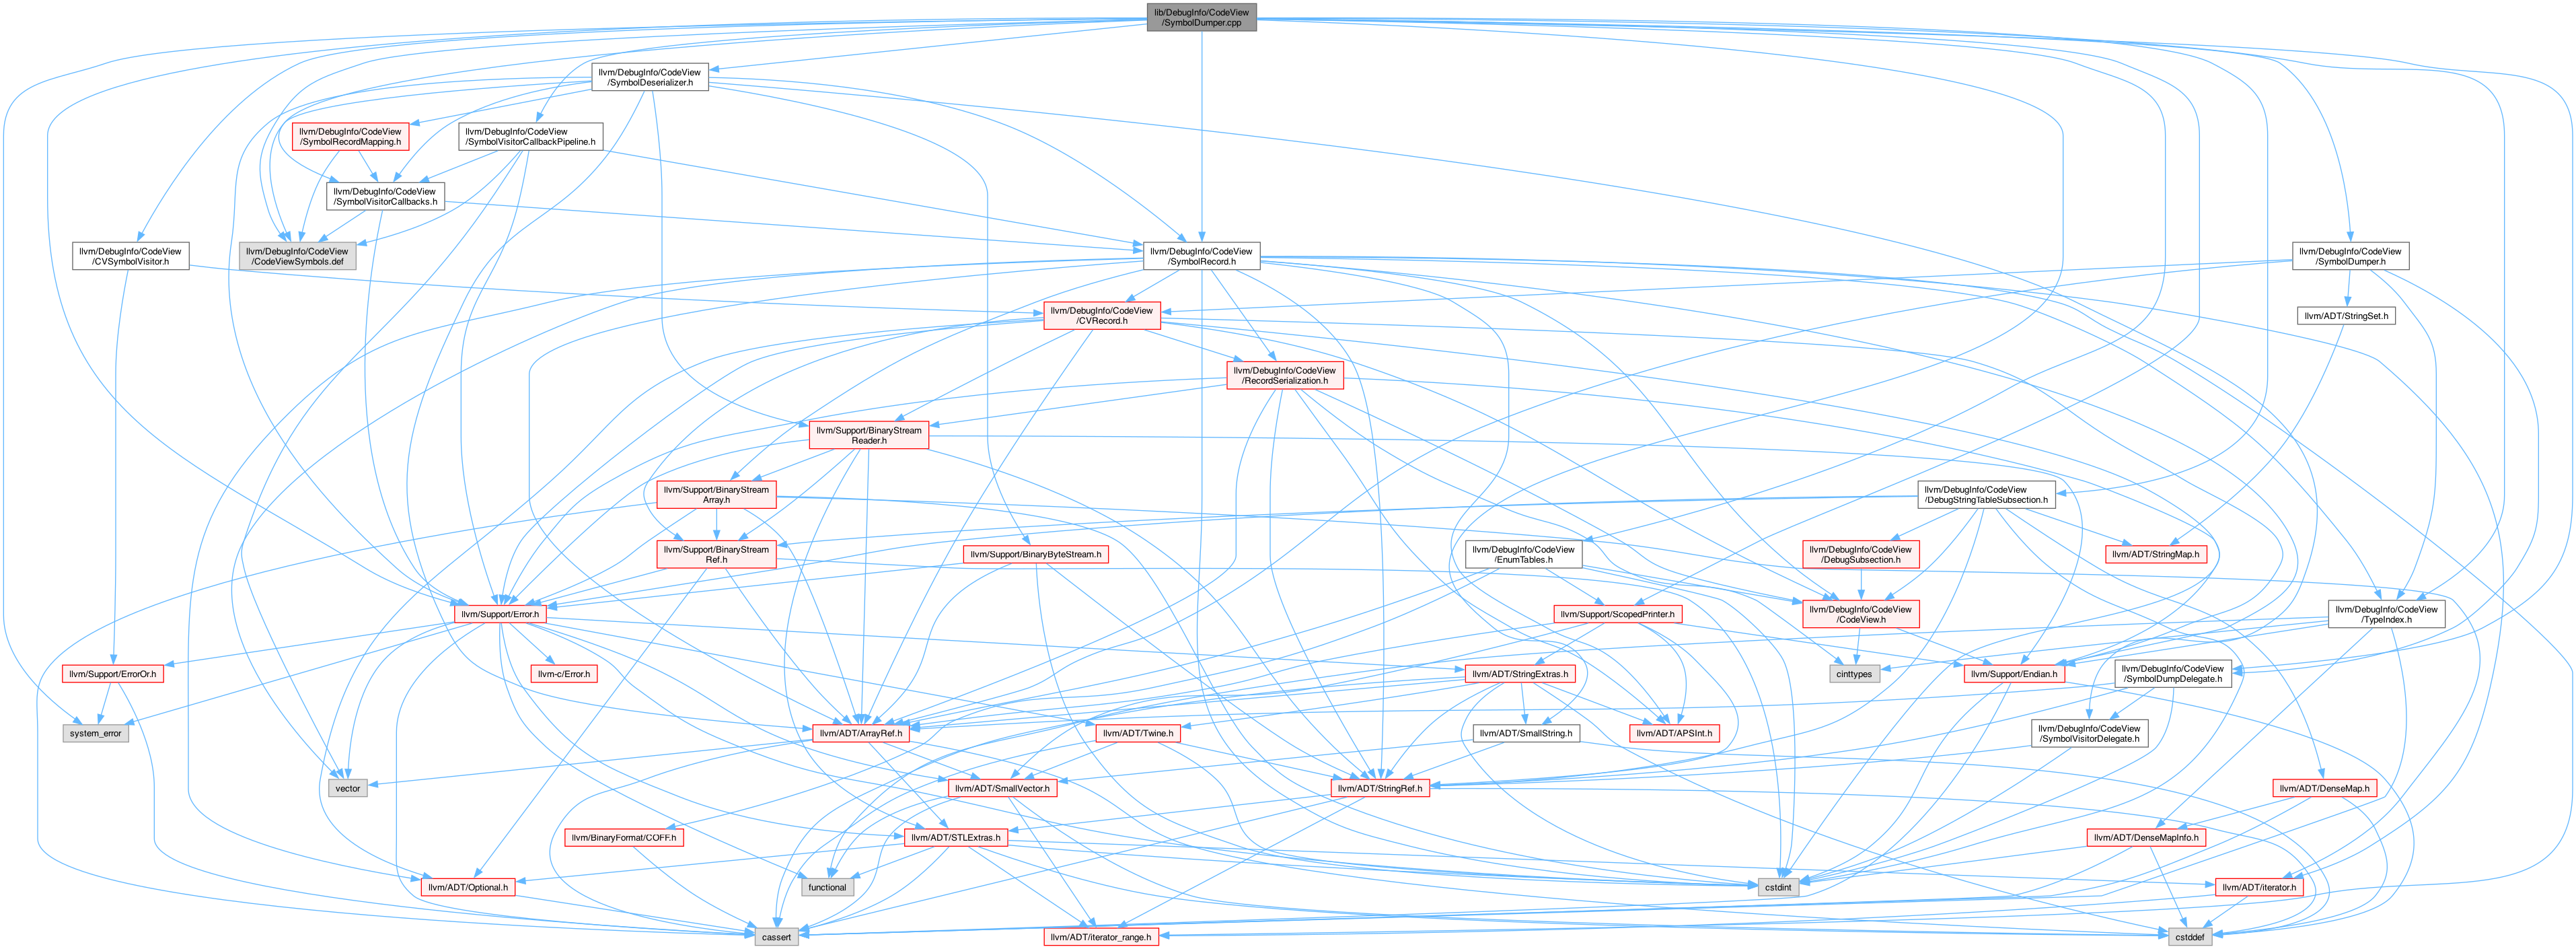 lib/DebugInfo/CodeView
/SymbolDumper.cpp
llvm/DebugInfo/CodeView
/SymbolDeserializer.h
llvm/DebugInfo/CodeView
/SymbolRecordMapping.h
llvm/DebugInfo/CodeView
/SymbolVisitorCallbackPipeline.h
llvm/DebugInfo/CodeView
/SymbolVisitorCallbacks.h
llvm/DebugInfo/CodeView
/CVSymbolVisitor.h
llvm/DebugInfo/CodeView
/CodeViewSymbols.def
llvm/DebugInfo/CodeView
/SymbolRecord.h
llvm/DebugInfo/CodeView
/SymbolDumper.h
llvm/DebugInfo/CodeView
/CVRecord.h
llvm/ADT/StringSet.h
llvm/DebugInfo/CodeView
/RecordSerialization.h
llvm/Support/BinaryStream
Reader.h
llvm/Support/BinaryStream
Array.h
llvm/DebugInfo/CodeView
/DebugStringTableSubsection.h
llvm/Support/BinaryStream
Ref.h
llvm/Support/BinaryByteStream.h
llvm/DebugInfo/CodeView
/EnumTables.h
llvm/DebugInfo/CodeView
/DebugSubsection.h
llvm/ADT/StringMap.h
llvm/Support/Error.h
llvm/Support/ScopedPrinter.h
llvm/DebugInfo/CodeView
/CodeView.h
llvm/DebugInfo/CodeView
/TypeIndex.h
llvm/Support/ErrorOr.h
llvm-c/Error.h
llvm/ADT/StringExtras.h
cinttypes
llvm/Support/Endian.h
llvm/DebugInfo/CodeView
/SymbolDumpDelegate.h
system_error
llvm/ADT/ArrayRef.h
llvm/ADT/Twine.h
llvm/ADT/SmallString.h
llvm/ADT/APSInt.h
llvm/DebugInfo/CodeView
/SymbolVisitorDelegate.h
vector
llvm/ADT/SmallVector.h
llvm/ADT/StringRef.h
llvm/ADT/DenseMap.h
llvm/BinaryFormat/COFF.h
llvm/ADT/STLExtras.h
llvm/ADT/DenseMapInfo.h
llvm/ADT/Optional.h
functional
cstdint
llvm/ADT/iterator.h
cassert
llvm/ADT/iterator_range.h
cstddef